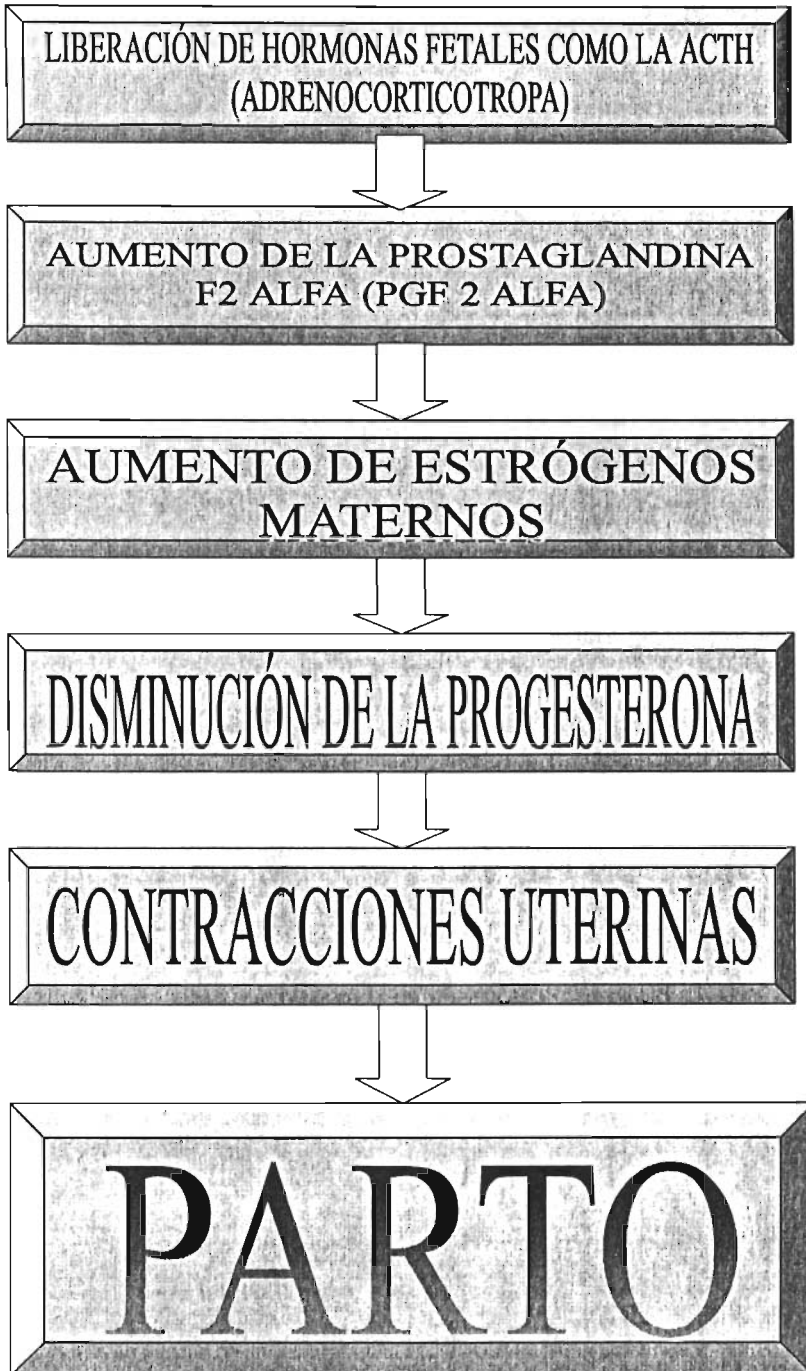 LIBERACIÓN DE HORMONAS FETALES COMO LA ACTH
(ADRENOCORTICOTROPA)
AUMENTO DE LA PROSTAGLANDINA
F2 ALFA (PGF 2 ALFA)
AUMENTO DE ESTRÓGENOS
MATERNOS
DISMINUCIÓN DE LA PROGESTERONA
CONTRACCIONES UTERINAS
PARTO